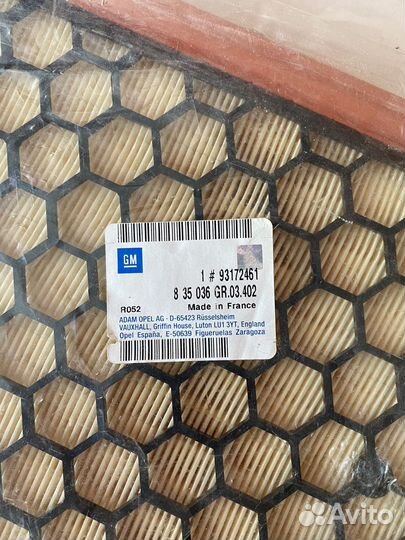 GM
1 # 93172461
8 35 036 GR.03.402
R052 Made in France
ADAM OPEL AG - D-65423 Rüsselsheim
VAUXHALL, Griffin House, Luton LU1 3YT, England
Opel España, E-50639 Figueruelas Zaragoza
Avito